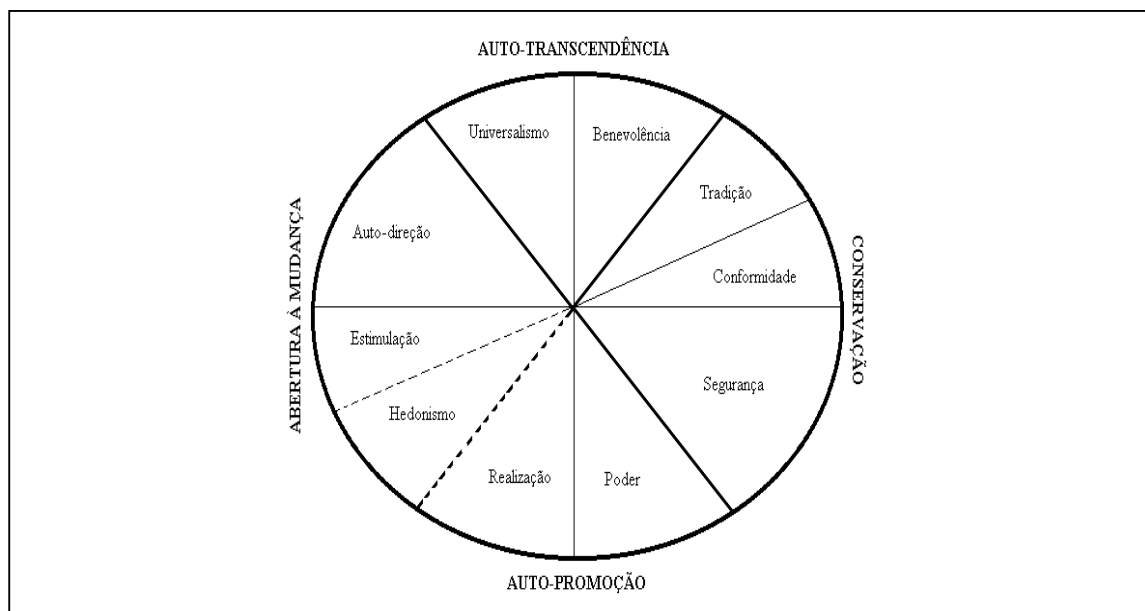 AUTO-TRANSCENDÊNCIA
Universalismo
Benevolência
Tradição
Auto-direção
Conformidade
ABERTURA À MUDANÇA
CONSERVAÇÃO
Estimulação
Segurança
Hedonismo
Realização
Poder
AUTO-PROMOÇÃO